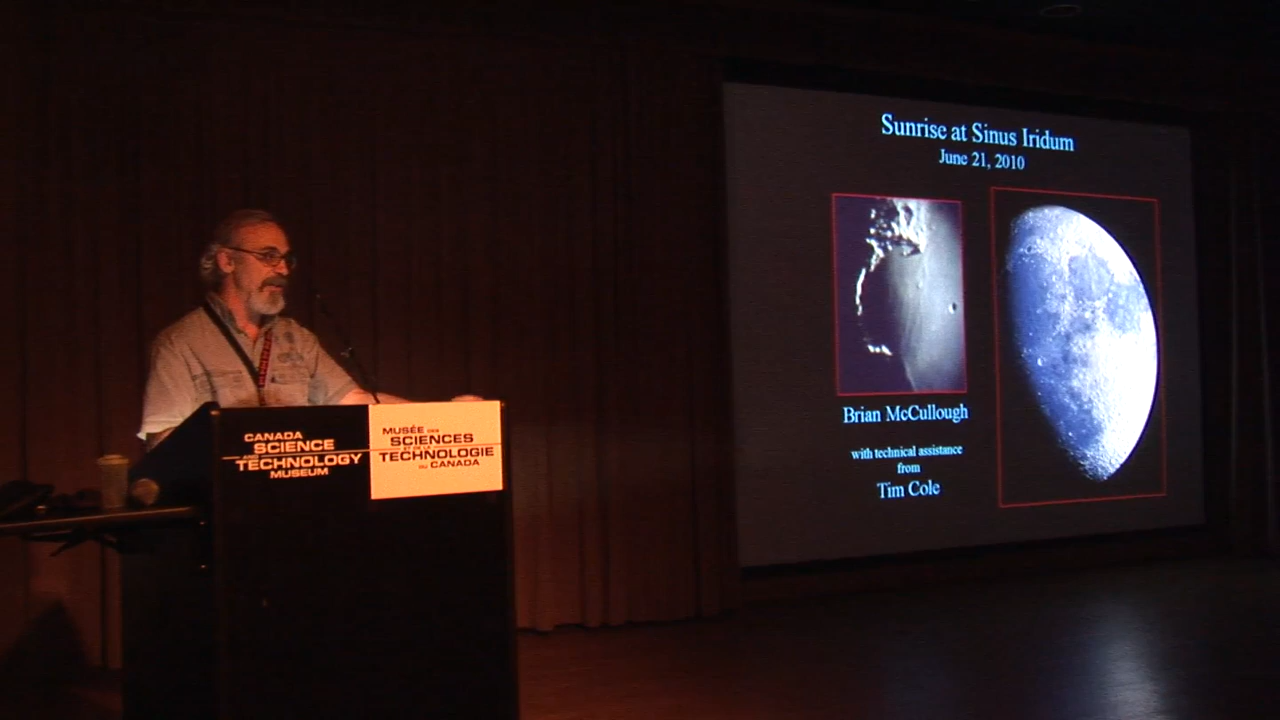 CANADA
SCIENCE
AND
TECHNOLOGY
MUSEUM
MUSÉE DES
SCIENCES
ET DE LA
TECHNOLOGIE
DU CANADA
Sunrise at Sinus Iridum
June 21, 2010
Brian McCullough
with technical assistance
from
Tim Cole